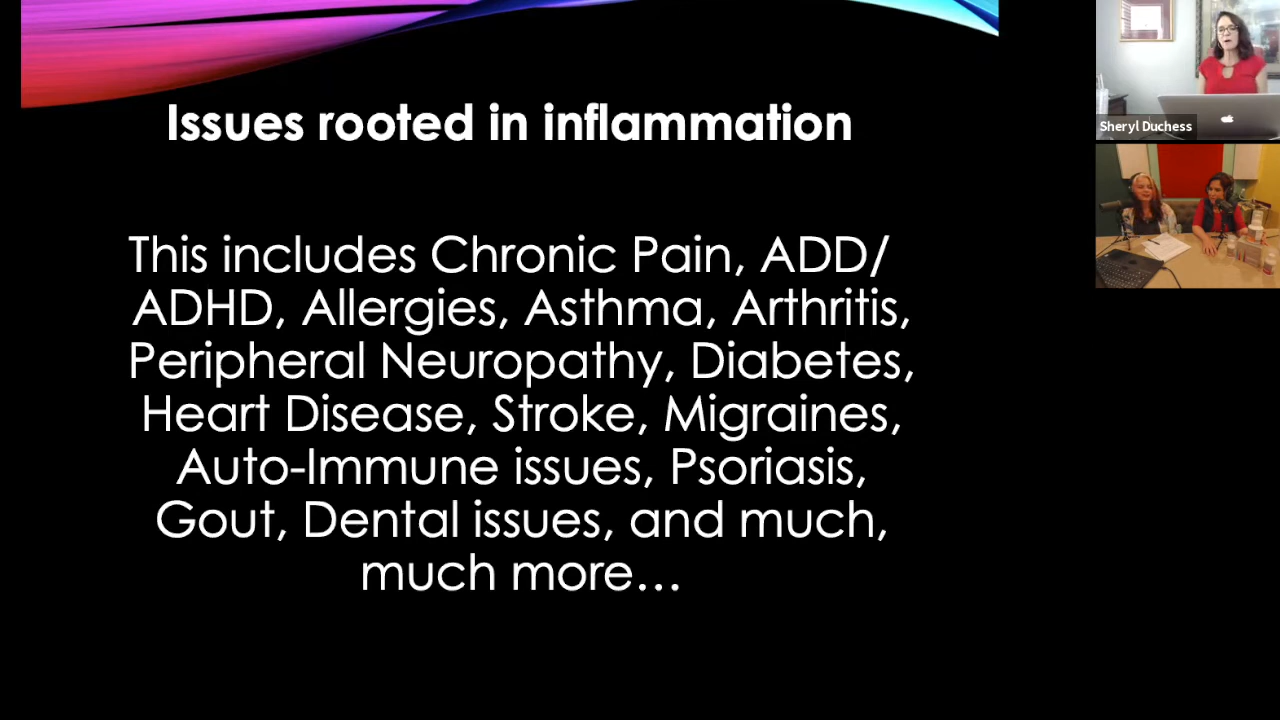 Issues rooted in inflammation
This includes Chronic Pain, ADD/
ADHD, Allergies, Asthma, Arthritis,
Peripheral Neuropathy, Diabetes,
Heart Disease, Stroke, Migraines,
Auto-Immune issues, Psoriasis,
Gout, Dental issues, and much,
much more...
Sheryl Duchess